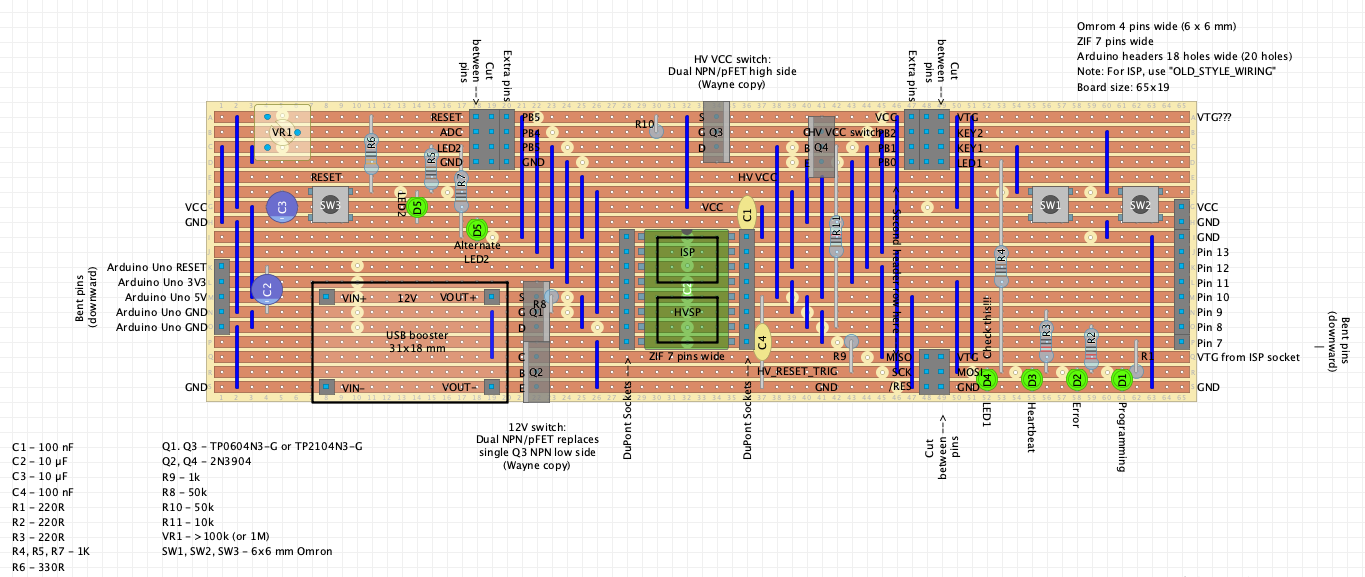 Omrom 4 pins wide (6 x 6 mm)
ZIF 7 pins wide
Arduino headers 18 holes wide (20 holes)
Note: For ISP, use "OLD_STYLE_WIRING"
Board size: 65x19
HV VCC switch:
Dual NPN/pFET high side
(Wayne copy)
Cut
between -->
pins
Extra pins
Extra pins
Cut
between -->
pins
VR1
R6
R5
R7
RESET
ADC
LED2
GND
PB5
PB4
PB3
GND
R10
S
G
D
Q3
HV VCC switch
Q4
VCC
PB2
PB1
PB0
VTG
KEY2
KEY1
LED1
VTG???
RESET
SW3
C3
LED2
D5
D5
Alternate
LED2
HV VCC
VCC
C1
R11
Second header row here -->
R4
SW1
SW2
VCC
GND
VCC
GND
GND
Pin 13
Pin 12
Pin 11
Pin 10
Pin 9
Pin 8
Pin 7
VTG from ISP socket
GND
Bent pins
(downward)
Bent pins
(downward)
Arduino Uno RESET
Arduino Uno 3V3
Arduino Uno 5V
Arduino Uno GND
Arduino Uno GND
GND
C2
VIN+
12V
VOUT+
USB booster
31x18 mm
VIN-
VOUT-
S
G
D
R8
Q1
C
B
E
Q2
ISP
HVSP
ZIF 7 pins wide
C4
R9
HV_RESET_TRIG
GND
MISO
SCK
/RES
VTG
MOSI
GND
Check this!!!
R3
R2
D4
D3
D2
D1
LED1
Heartbeat
Error
Programming
DuPont Sockets -->
DuPont Sockets -->
Cut
between -->
pins
12V switch:
Dual NPN/pFET replaces
single Q3 NPN low side
(Wayne copy)
C1 - 100 nF
C2 - 10 µF
C3 - 10 µF
C4 - 100 nF
R1 - 220R
R2 - 220R
R3 - 220R
R4, R5, R7 - 1K
R6 - 330R
Q1. Q3 - TP0604N3-G or TP2104N3-G
Q2, Q4 - 2N3904
R9 - 1k
R8 - 50k
R10 - 50k
R11 - 10k
VR1 - >100k (or 1M)
SW1, SW2, SW3 - 6x6 mm Omron